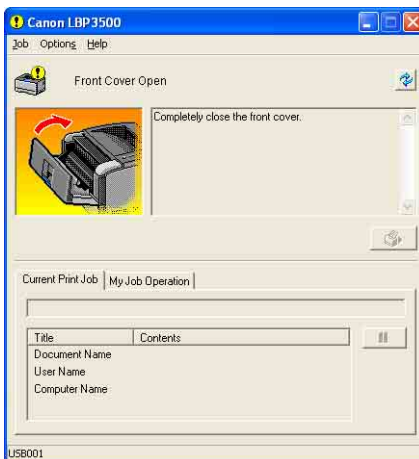 Canon LBP3500
Job Options Help
Front Cover Open
Completely close the front cover.
Current Print Job My Job Operation
Title Contents
Document Name
User Name
Computer Name
USB001